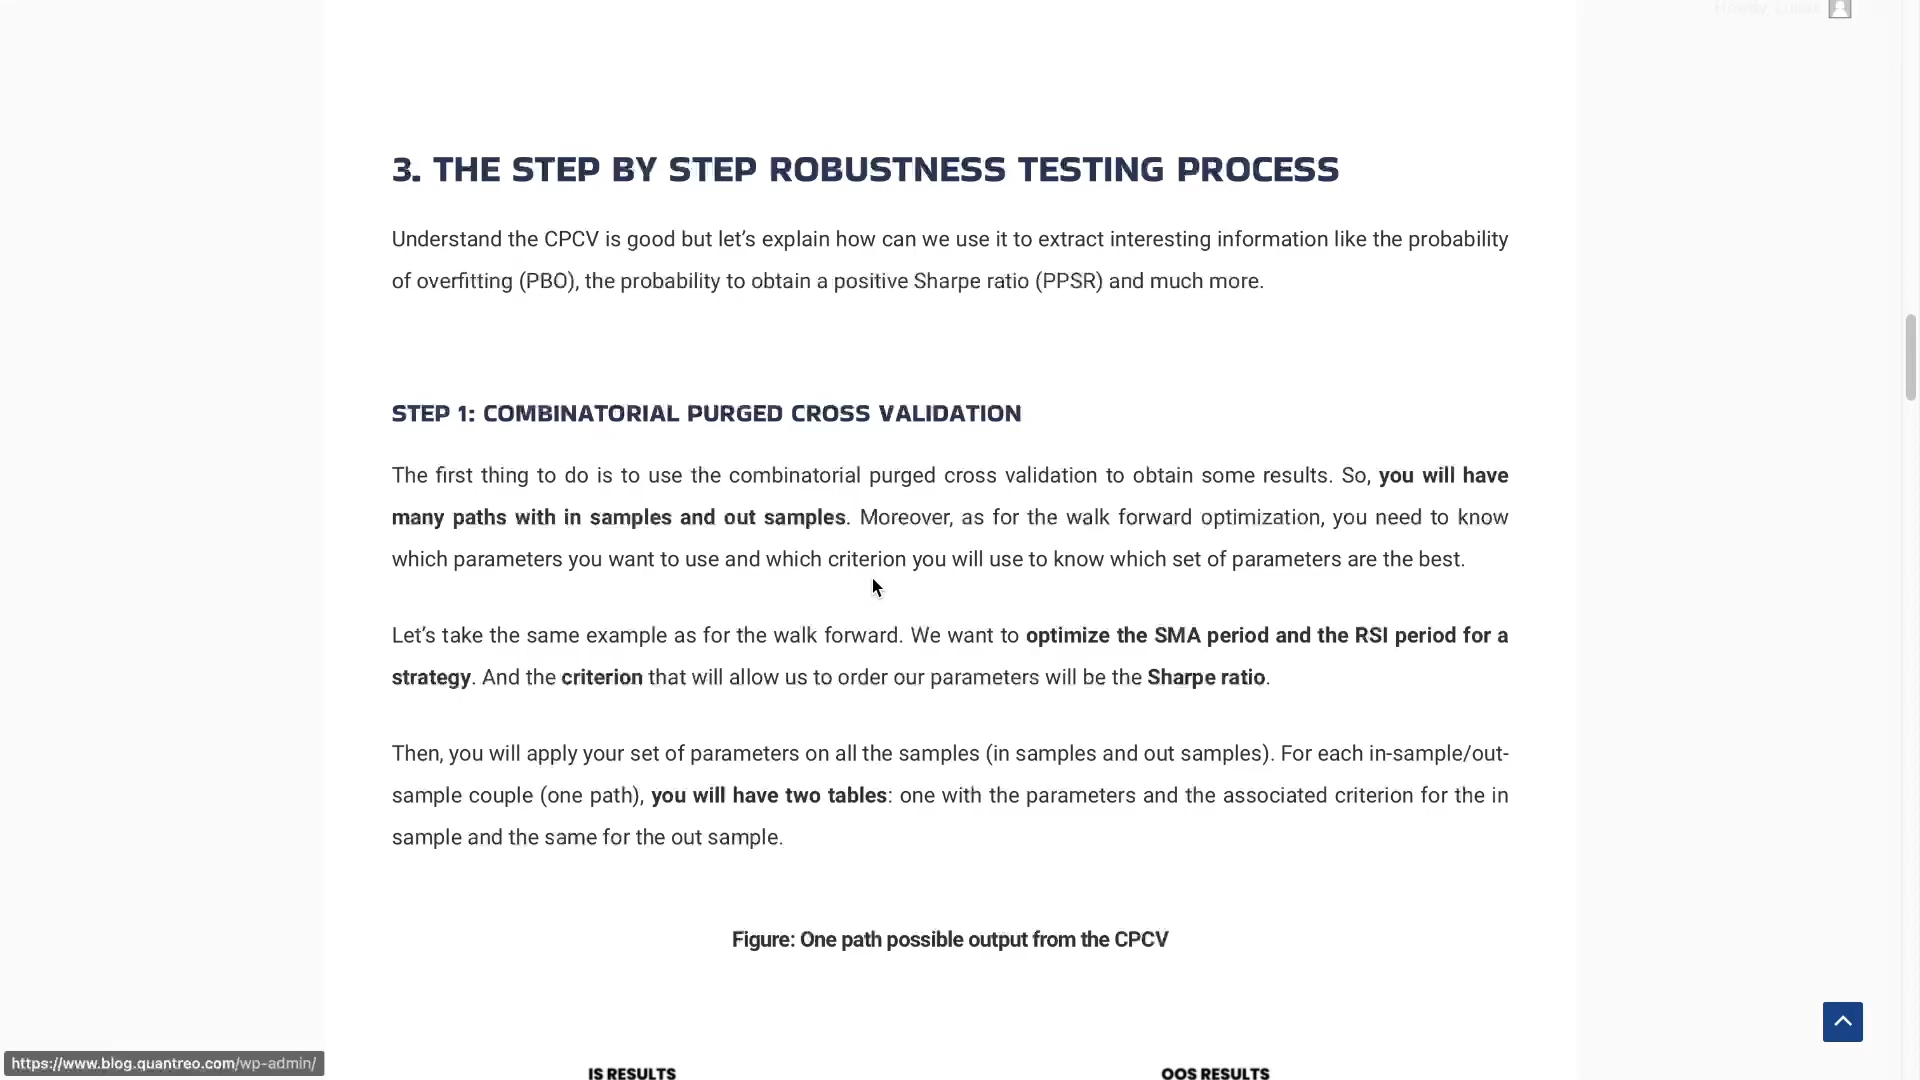 Howdy, Lucas
3. THE STEP BY STEP ROBUSTNESS TESTING PROCESS
Understand the CPCV is good but let’s explain how can we use it to extract interesting information like the probability
of overfitting (PBO), the probability to obtain a positive Sharpe ratio (PPSR) and much more.
STEP 1: COMBINATORIAL PURGED CROSS VALIDATION
The first thing to do is to use the combinatorial purged cross validation to obtain some results. So, you will have
many paths with in samples and out samples. Moreover, as for the walk forward optimization, you need to know
which parameters you want to use and which criterion you will use to know which set of parameters are the best.
Let’s take the same example as for the walk forward. We want to optimize the SMA period and the RSI period for a
strategy. And the criterion that will allow us to order our parameters will be the Sharpe ratio.
Then, you will apply your set of parameters on all the samples (in samples and out samples). For each in-sample/out-
sample couple (one path), you will have two tables: one with the parameters and the associated criterion for the in
sample and the same for the out sample.
Figure: One path possible output from the CPCV
https://www.blog.quantreo.com/wp-admin/
IS RESULTS
OOS RESULTS